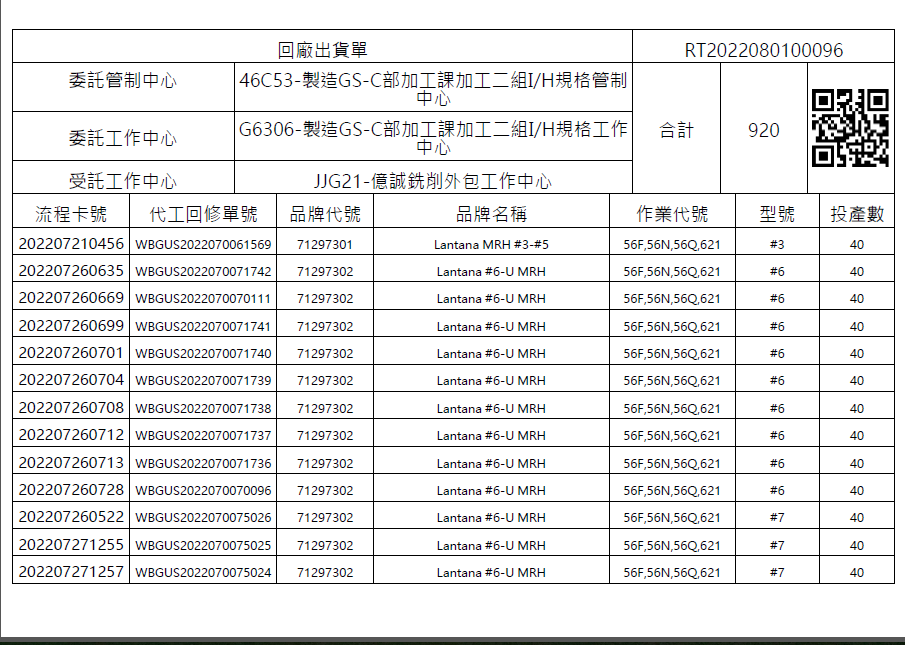 回廠出貨單 RT2022080100096
委託管制中心 46C53-製造GS-C部加工課加工二組I/H規格管制
中心
委託工作中心 G6306-製造GS-C部加工課加工二組I/H規格工作
中心
合計 920
受託工作中心 JJG21-億誠銑削外包工作中心
流程卡號 代工回修單號 品牌代號 品牌名稱 作業代號 型號 投產數
202207210456 WBGUS2022070061569 71297301 Lantana MRH #3-#5 56F,56N,56Q,621 #3 40
202207260635 WBGUS2022070071742 71297302 Lantana #6-U MRH 56F,56N,56Q,621 #6 40
202207260669 WBGUS2022070070111 71297302 Lantana #6-U MRH 56F,56N,56Q,621 #6 40
202207260699 WBGUS2022070071741 71297302 Lantana #6-U MRH 56F,56N,56Q,621 #6 40
202207260701 WBGUS2022070071740 71297302 Lantana #6-U MRH 56F,56N,56Q,621 #6 40
202207260704 WBGUS2022070071739 71297302 Lantana #6-U MRH 56F,56N,56Q,621 #6 40
202207260708 WBGUS2022070071738 71297302 Lantana #6-U MRH 56F,56N,56Q,621 #6 40
202207260712 WBGUS2022070071737 71297302 Lantana #6-U MRH 56F,56N,56Q,621 #6 40
202207260713 WBGUS2022070071736 71297302 Lantana #6-U MRH 56F,56N,56Q,621 #6 40
202207260728 WBGUS2022070070096 71297302 Lantana #6-U MRH 56F,56N,56Q,621 #6 40
202207260522 WBGUS2022070075026 71297302 Lantana #6-U MRH 56F,56N,56Q,621 #7 40
202207271255 WBGUS2022070075025 71297302 Lantana #6-U MRH 56F,56N,56Q,621 #7 40
202207271257 WBGUS2022070075024 71297302 Lantana #6-U MRH 56F,56N,56Q,621 #7 40